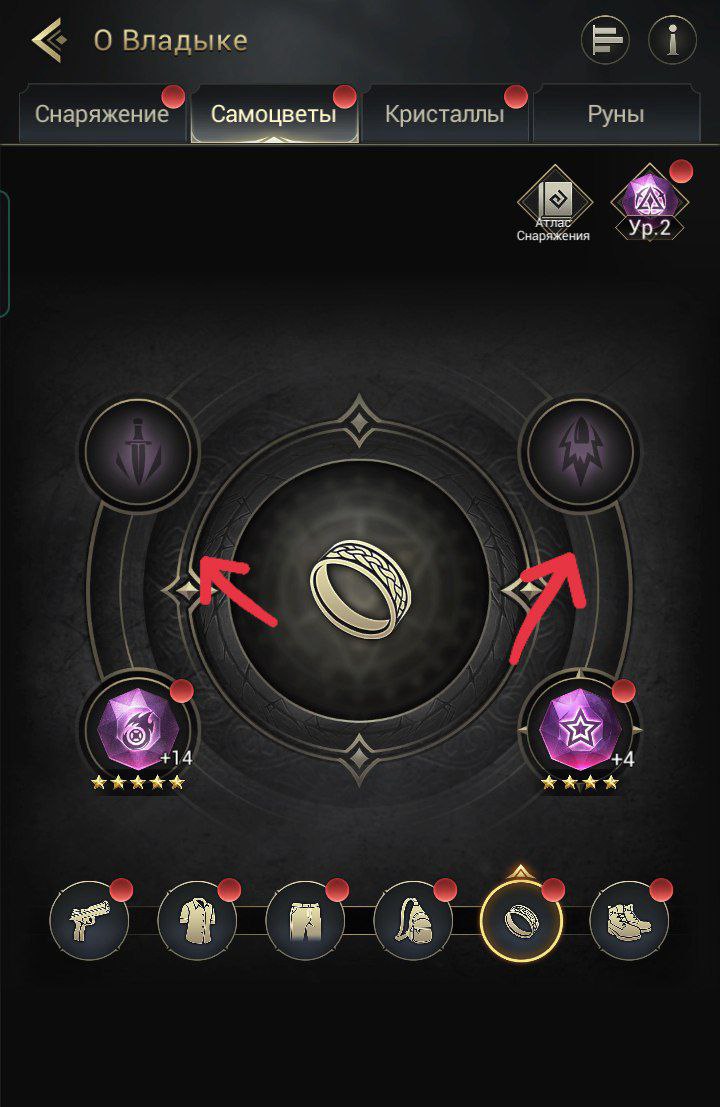 О Владыке
Снаряжение
Самоцветы
Кристаллы
Руны
Атлас
Снаряжения
Ур.2
+14
+4